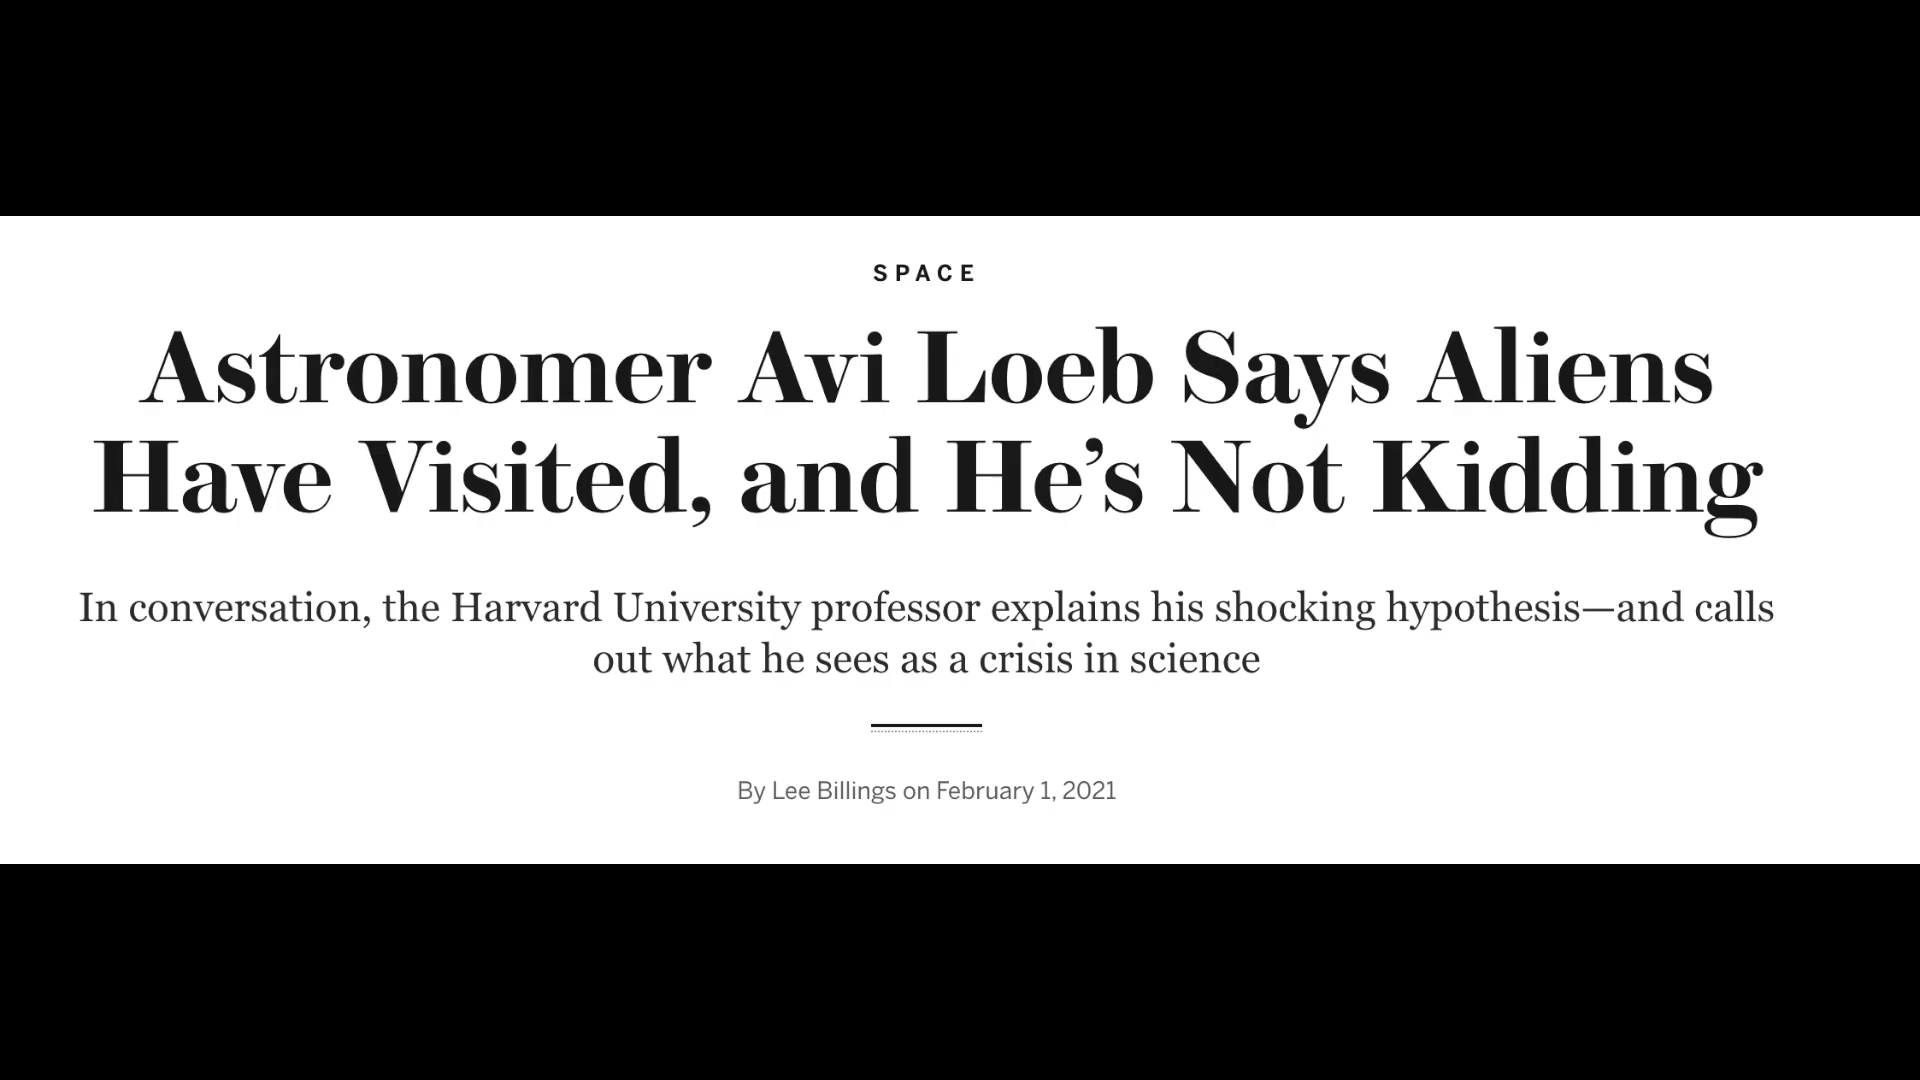 SPACE
Astronomer Avi Loeb Says Aliens
Have Visited, and He’s Not Kidding
In conversation, the Harvard University professor explains his shocking hypothesis—and calls
out what he sees as a crisis in science
By Lee Billings on February 1, 2021